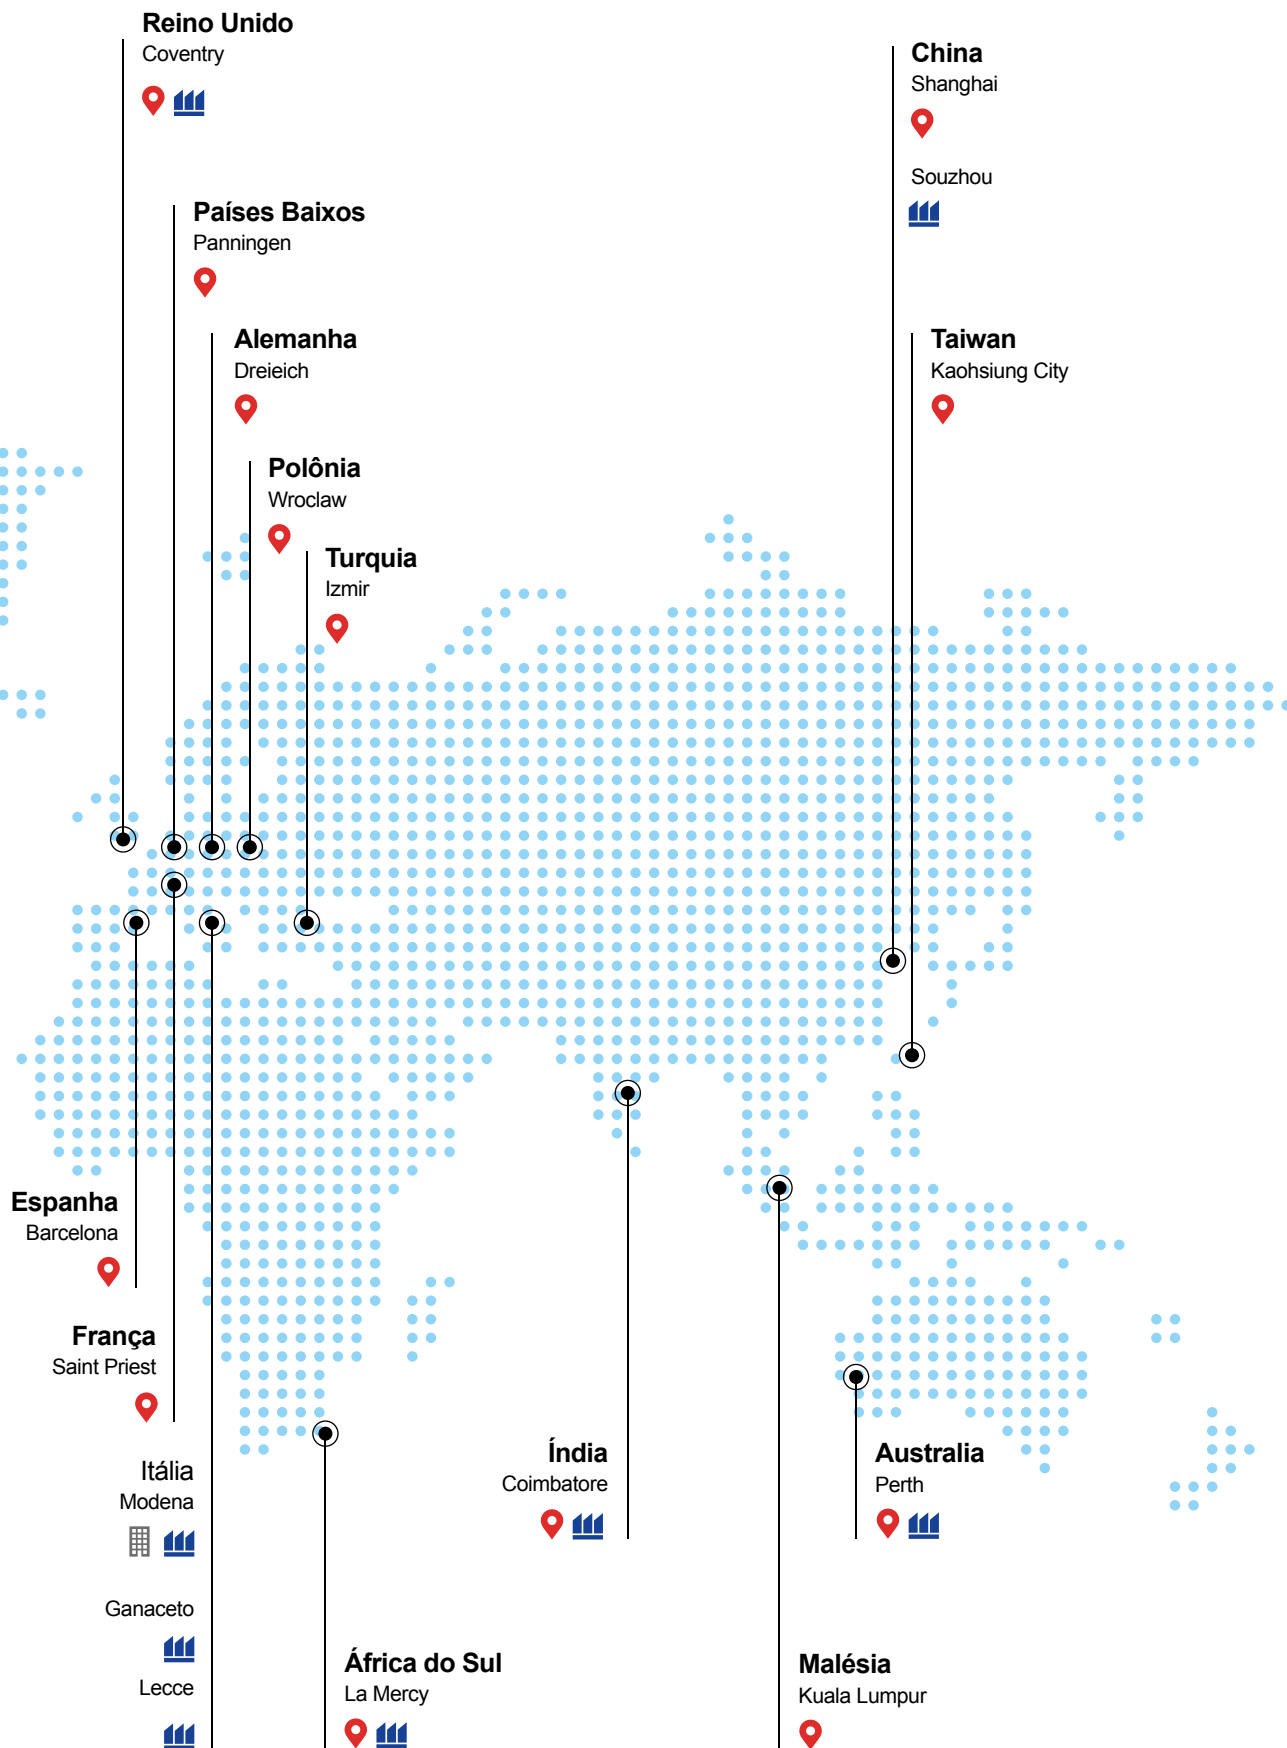 Reino Unido
Coventry
China
Shanghai
Souzhou
Países Baixos
Panningen
Alemanha
Dreieich
Taiwan
Kaohsiung City
Polônia
Wroclaw
Turquia
Izmir
Espanha
Barcelona
França
Saint Priest
Itália
Modena
Ganaceto
Lecce
África do Sul
La Mercy
Índia
Coimbatore
Australia
Perth
Malésia
Kuala Lumpur